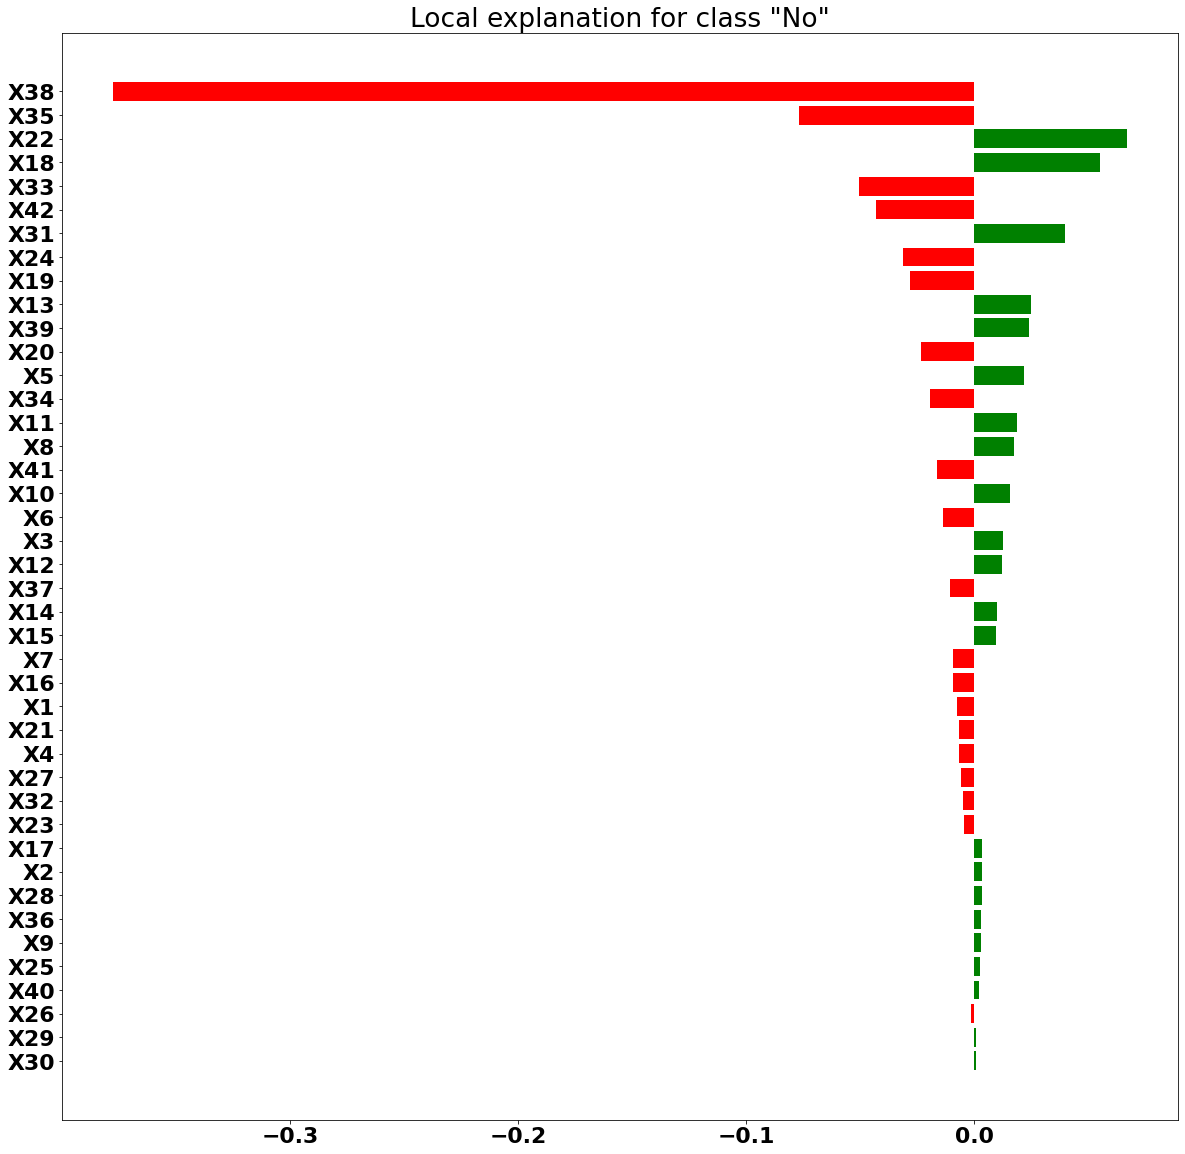 Local explanation for class "No"
X38
X35
X22
X18
X33
X42
X31
X24
X19
X13
X39
X20
X5
X34
X11
X8
X41
X10
X6
X3
X12
X37
X14
X15
X7
X16
X1
X21
X4
X27
X32
X23
X17
X2
X28
X36
X9
X25
X40
X26
X29
X30
−0.3 −0.2 −0.1 0.0